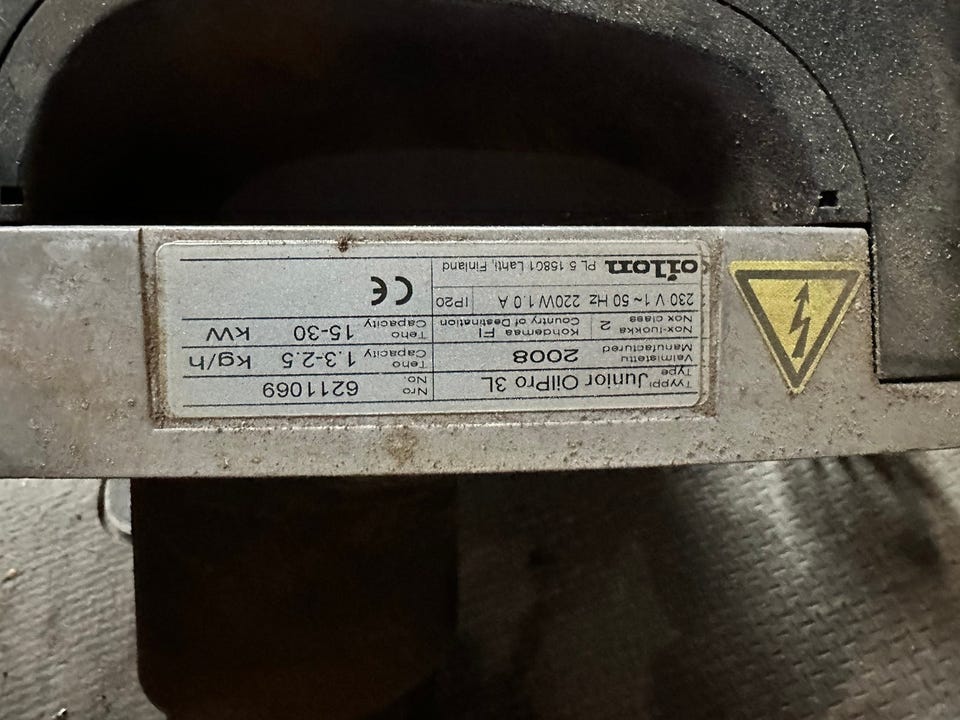 Tyyppi Type Junior OilPro 3L
Nro No. 6211069
Valmistettu Manufactured 2008
Teho Capacity 1.3-2.5 kg/h
Nox-luokka Nox class 2
Kohdemaa FI Country of Destination
Teho Capacity 15-30 kW
230 V 1~ 50 Hz 220W 1.0 A IP20
CE
oilon PL 5 15801 Lahti, Finland